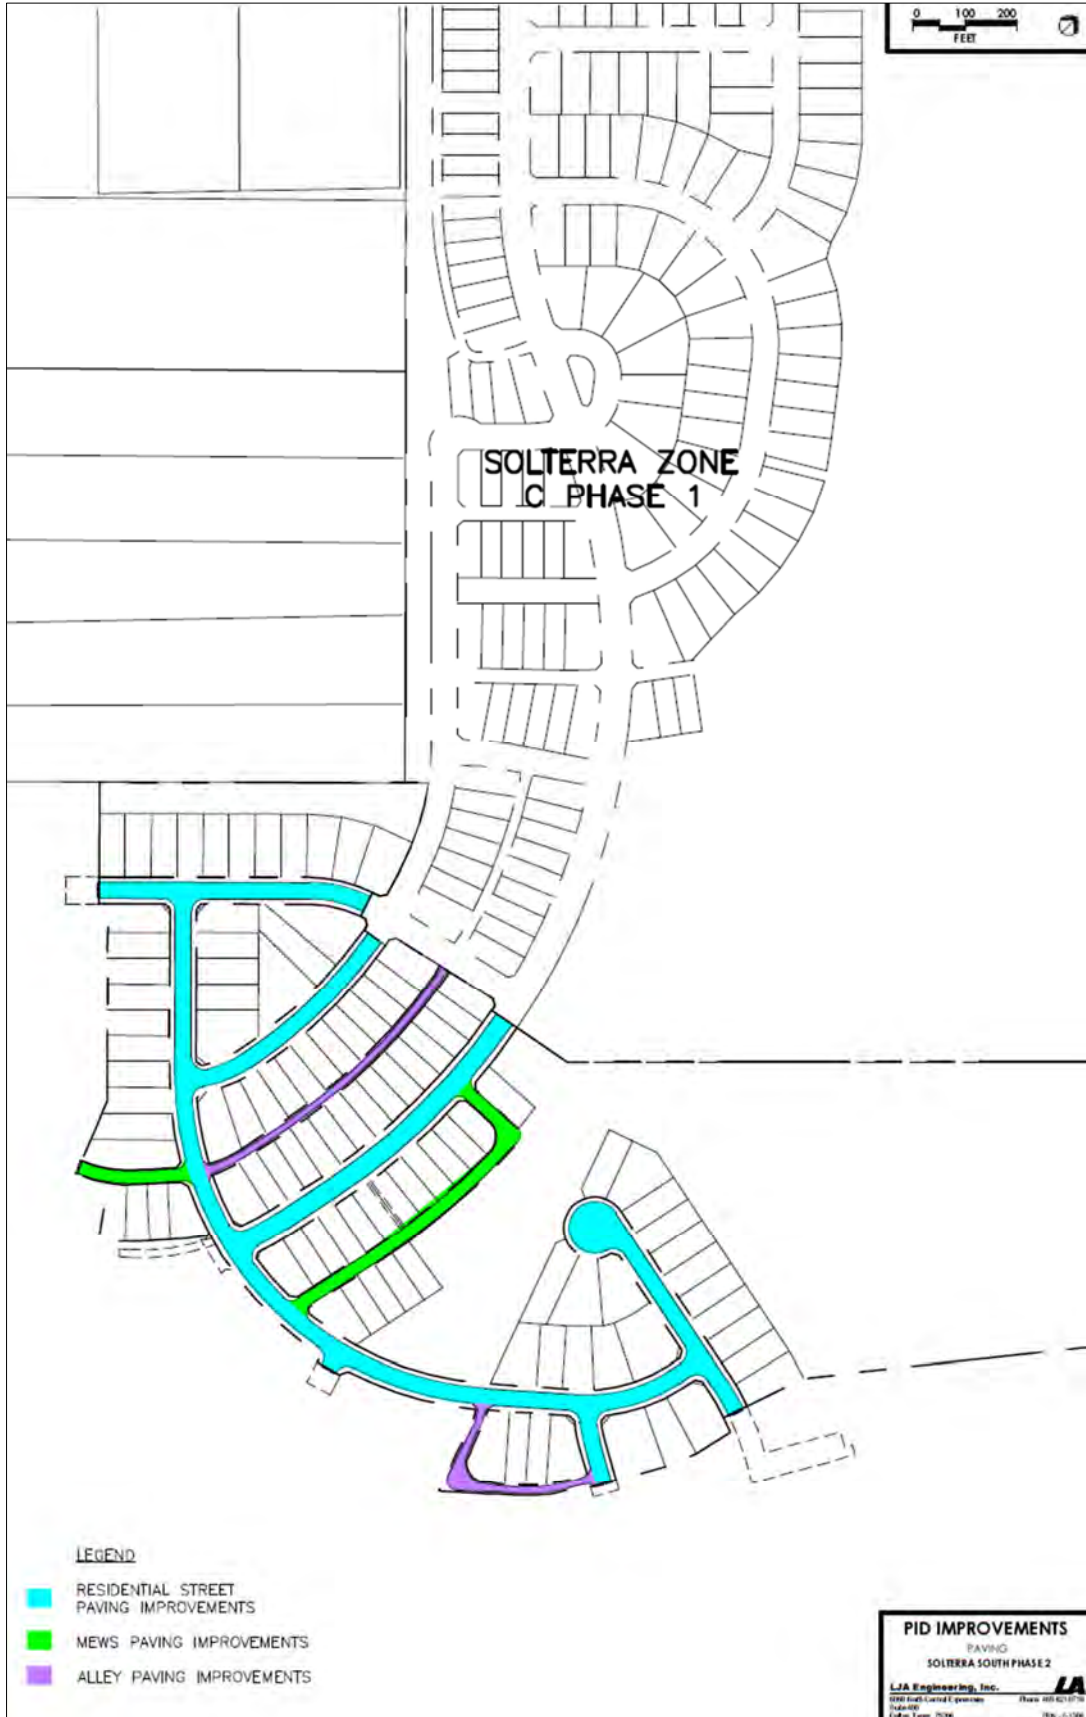 0 100 200
FEET
SOLTERRA ZONE
C PHASE 1
LEGEND
RESIDENTIAL STREET
PAVING IMPROVEMENTS
MEWS PAVING IMPROVEMENTS
ALLEY PAVING IMPROVEMENTS
PID IMPROVEMENTS
PAVING
SOLTERRA SOUTH PHASE 2
LJA Engineering, Inc.